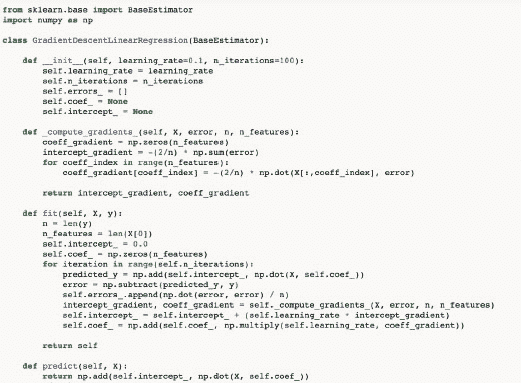 from sklearn.base import BaseEstimator
import numpy as np
class GradientDescentLinearRegression(BaseEstimator):
def __init__(self, learning_rate=0.1, n_iterations=100):
self.learning_rate = learning_rate
self.n_iterations = n_iterations
self.errors_ = []
self.coef_ = None
self.intercept_ = None
def _compute_gradients_(self, X, error, n, n_features):
coeff_gradient = np.zeros(n_features)
intercept_gradient = -(2/n) * np.sum(error)
for coeff_index in range(n_features):
coeff_gradient[coeff_index] = -(2/n) * np.dot(X[:,coeff_index], error)
return intercept_gradient, coeff_gradient
def fit(self, X, y):
n = len(y)
n_features = len(X[0])
self.intercept_ = 0.0
self.coef_ = np.zeros(n_features)
for iteration in range(self.n_iterations):
predicted_y = np.add(self.intercept_, np.dot(X, self.coef_))
error = np.subtract(predicted_y, y)
self.errors_.append(np.dot(error, error) / n)
intercept_gradient, coeff_gradient = self._compute_gradients_(X, error, n, n_features)
self.intercept_ = self.intercept_ + (self.learning_rate * intercept_gradient)
self.coef_ = np.add(self.coef_, np.multiply(self.learning_rate, coeff_gradient))
return self
def predict(self, X):
return np.add(self.intercept_, np.dot(X, self.coef_))